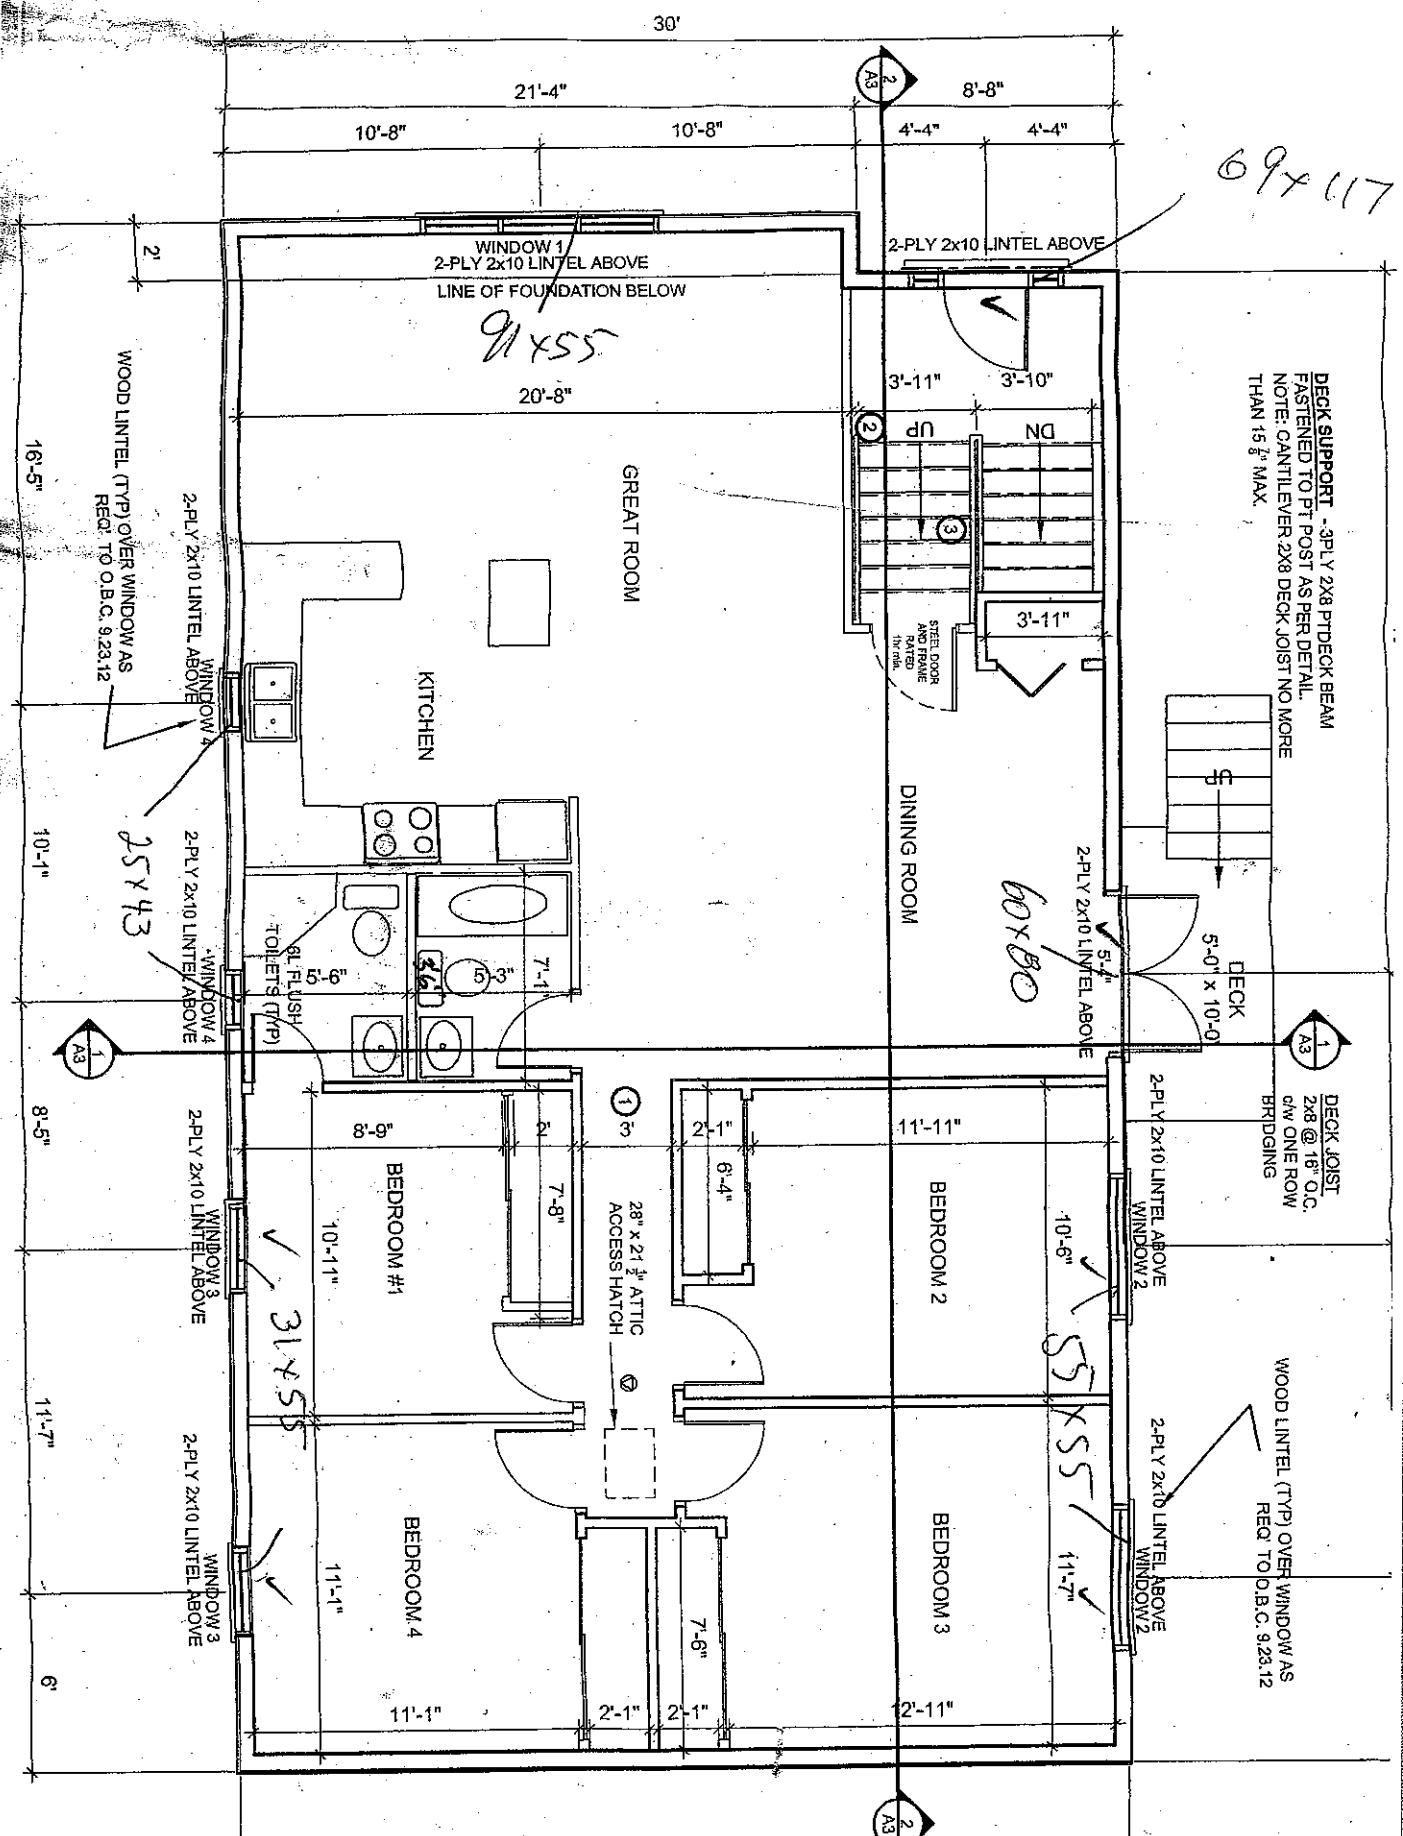 30'
21'-4"
8'-8"
10'-8"
10'-8"
4'-4"
4'-4"
2
A3
69x117
2'
WINDOW 1
2-PLY 2x10 LINTEL ABOVE
LINE OF FOUNDATION BELOW
91x55
2-PLY 2x10 LINTEL ABOVE
20'-8"
3'-11"
3'-10"
2
UP
DN
3
3'-11"
STEEL DOOR
AND FRAME
RATED
DECK SUPPORT - 3PLY 2X8 PTDECK BEAM
FASTENED TO PT POST AS PER DETAIL.
NOTE: CANTILEVER 2X8 DECK JOIST NO MORE
THAN 15 7/8" MAX.
GREAT ROOM
KITCHEN
DINING ROOM
WOOD LINTEL (TYP) OVER WINDOW AS
REQ' TO O.B.C. 9.23.12
16'-5"
2-PLY 2x10 LINTEL ABOVE
WINDOW 4
25x43
10'-1"
2-PLY 2x10 LINTEL ABOVE
WINDOW 4
6L FLUSH
TOILETS (TYP)
5'-6"
5'-3"
7'-1"
UP
DECK
5'-0" x 10'-0"
2-PLY 2x10 LINTEL ABOVE
60x80
1
A3
1
A3
DECK JOIST
2x8 @ 16" O.C.
c/w ONE ROW
BRIDGING
8'-5"
8'-9"
2'
1
3'
2'-1"
11'-11"
7'-8"
6'-4"
BEDROOM #1
10'-11"
28" x 21 1/2" ATTIC
ACCESS HATCH
BEDROOM 2
10'-6"
2-PLY 2x10 LINTEL ABOVE
WINDOW 2
2-PLY 2x10 LINTEL ABOVE
WINDOW 3
31x55
55x55
WOOD LINTEL (TYP) OVER WINDOW AS
REQ' TO O.B.C. 9.23.12
11'-7"
2-PLY 2x10 LINTEL ABOVE
WINDOW 3
BEDROOM 4
11'-1"
BEDROOM 3
11'-7"
2-PLY 2x10 LINTEL ABOVE
WINDOW 2
7'-6"
6'
11'-1"
2'-1"
2'-1"
12'-11"
2
A3